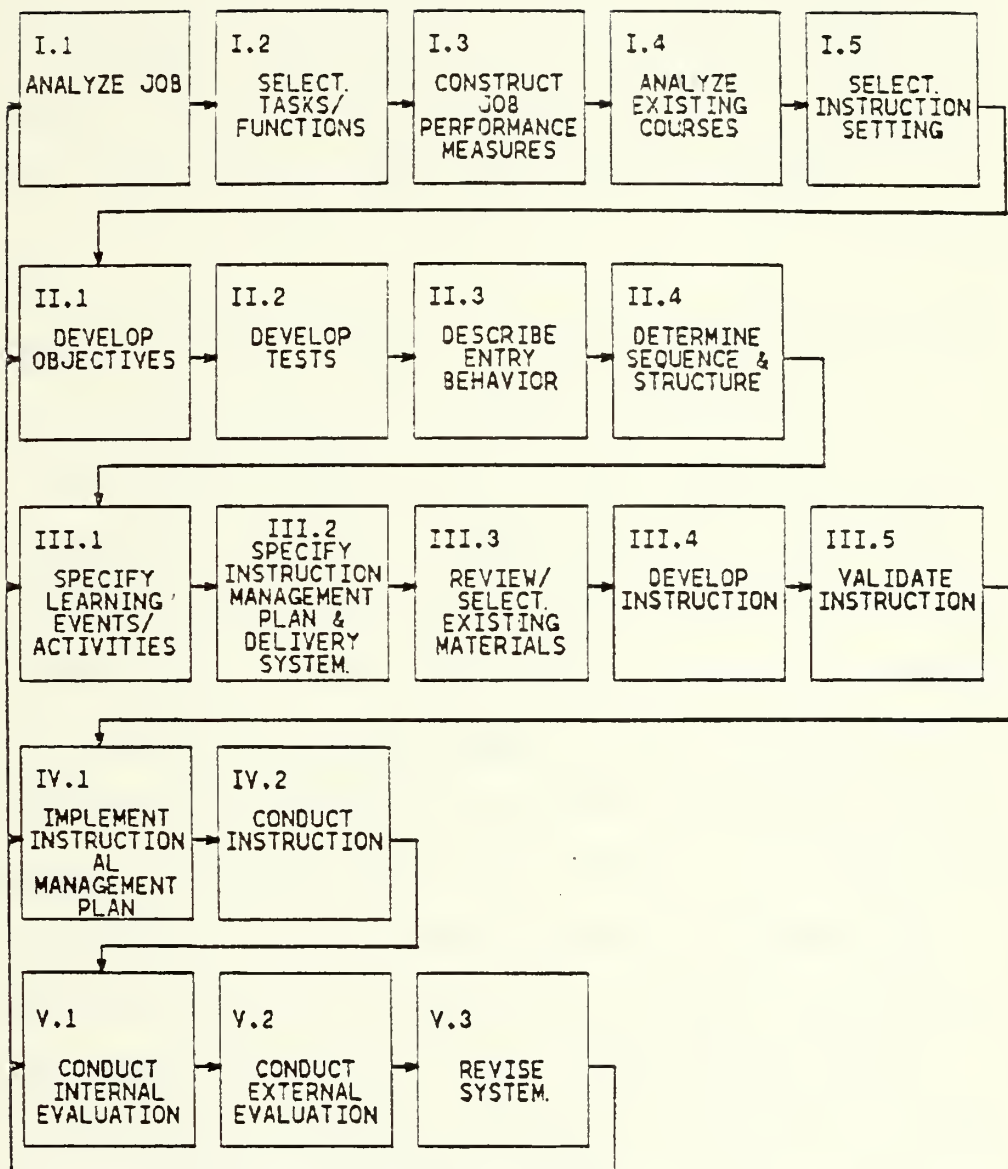 I.1
ANALYZE JOB
I.2
SELECT.
TASKS/
FUNCTIONS
I.3
CONSTRUCT
JOB
PERFORMANCE
MEASURES
I.4
ANALYZE
EXISTING
COURSES
I.5
SELECT.
INSTRUCTION
SETTING
II.1
DEVELOP
OBJECTIVES
II.2
DEVELOP
TESTS
II.3
DESCRIBE
ENTRY
BEHAVIOR
II.4
DETERMINE
SEQUENCE &
STRUCTURE
III.1
SPECIFY
LEARNING
EVENTS/
ACTIVITIES
III.2
SPECIFY
INSTRUCTION
MANAGEMENT
PLAN &
DELIVERY
SYSTEM.
III.3
REVIEW/
SELECT.
EXISTING
MATERIALS
III.4
DEVELOP
INSTRUCTION
III.5
VALIDATE
INSTRUCTION
IV.1
IMPLEMENT
INSTRUCTION
AL
MANAGEMENT
PLAN
IV.2
CONDUCT
INSTRUCTION
V.1
CONDUCT
INTERNAL
EVALUATION
V.2
CONDUCT
EXTERNAL
EVALUATION
V.3
REVISE
SYSTEM.